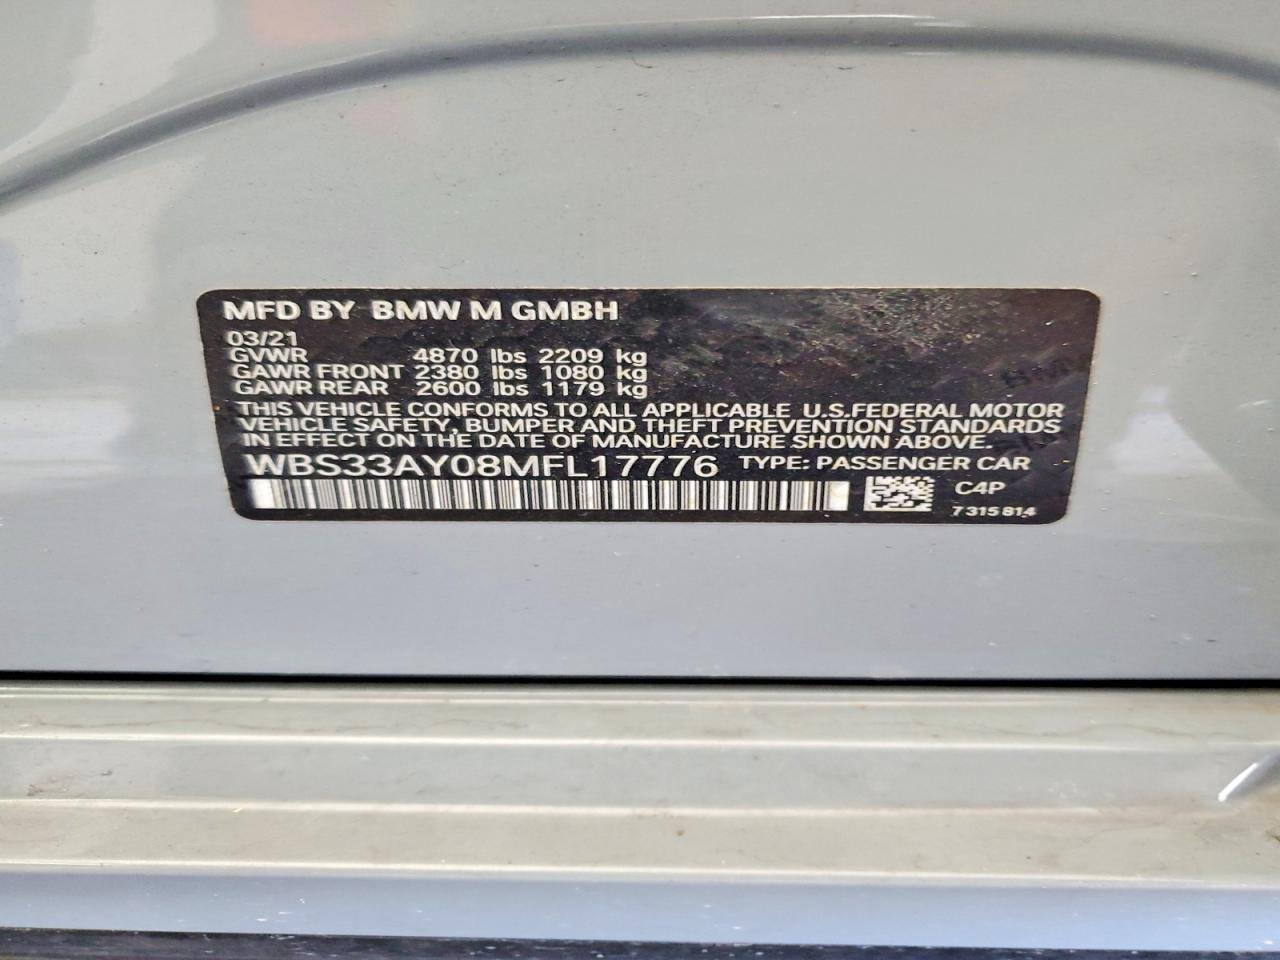 MFD BY BMW M GMBH
03/21
GVWR 4870 lbs 2209 kg
GAWR FRONT 2380 lbs 1080 kg
GAWR REAR 2600 lbs 1179 kg
THIS VEHICLE CONFORMS TO ALL APPLICABLE U.S.FEDERAL MOTOR
VEHICLE SAFETY, BUMPER AND THEFT PREVENTION STANDARDS
IN EFFECT ON THE DATE OF MANUFACTURE SHOWN ABOVE.
WBS33AY08MFL17776 TYPE: PASSENGER CAR
C4P
7 315 814